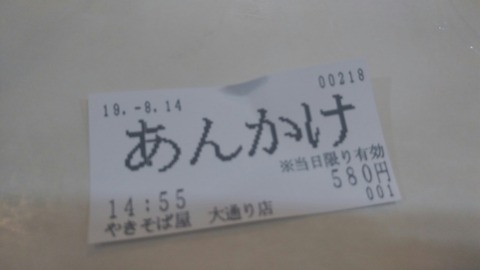 19.-8.14 00218
あんかけ
※当日限り有効
580円
14:55 001
やきそば屋 大通り店